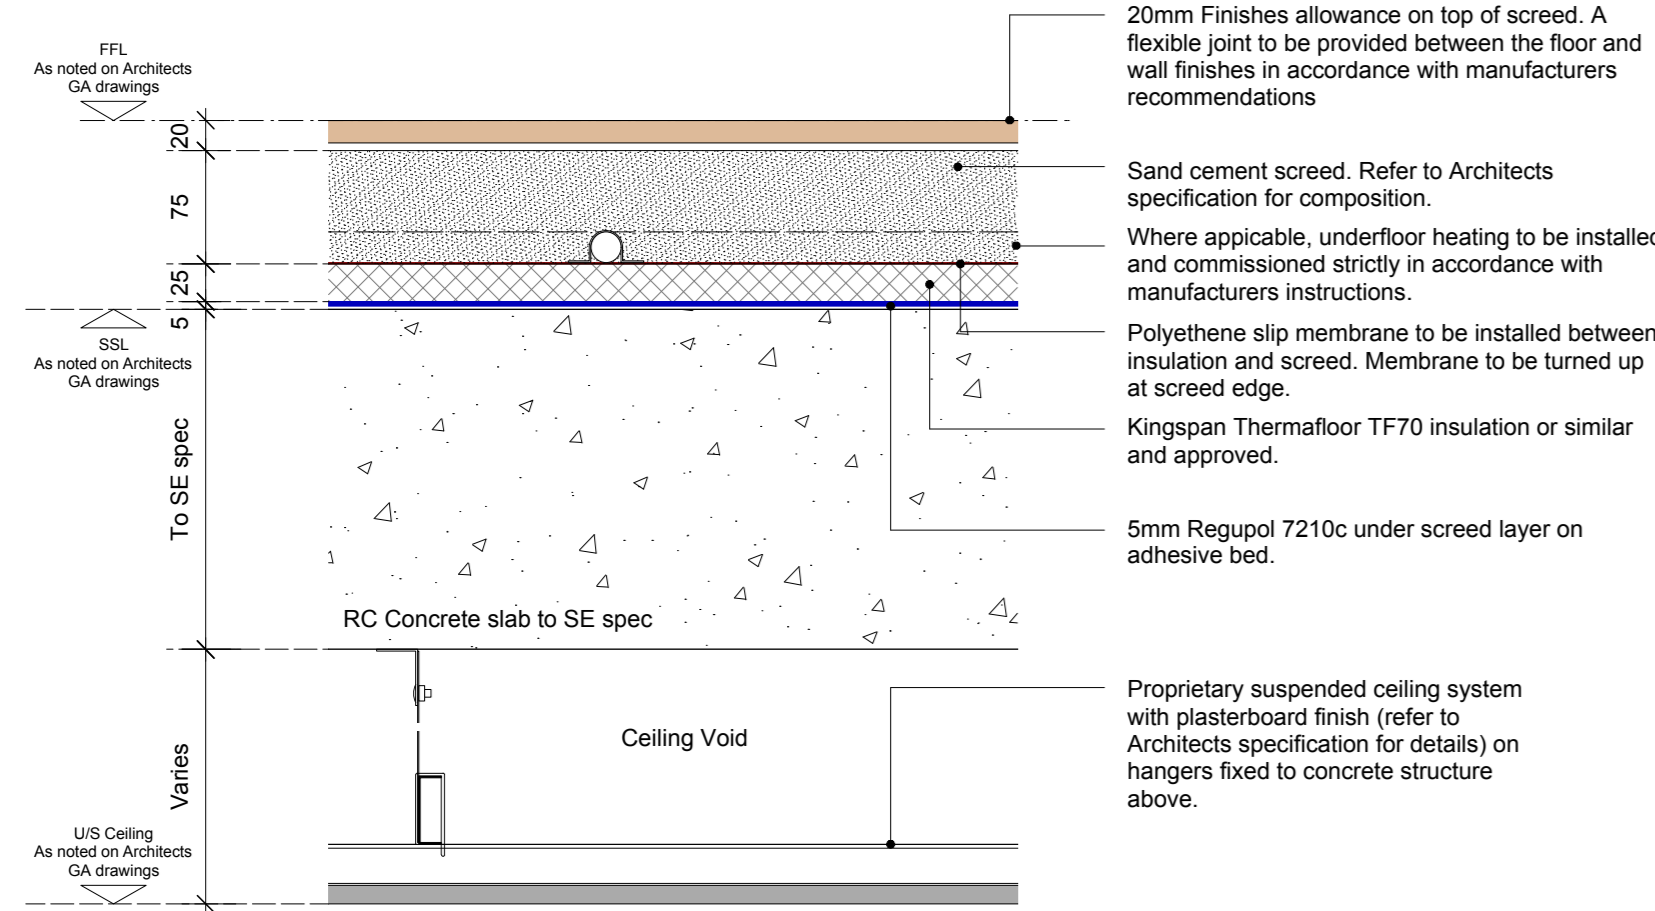 FFL
As noted on Architects
GA drawings
20
75
25
5
SSL
As noted on Architects
GA drawings
To SE spec
Varies
U/S Ceiling
As noted on Architects
GA drawings
RC Concrete slab to SE spec
Ceiling Void
20mm Finishes allowance on top of screed. A
flexible joint to be provided between the floor and
wall finishes in accordance with manufacturers
recommendations
Sand cement screed. Refer to Architects
specification for composition.
Where appicable, underfloor heating to be installed
and commissioned strictly in accordance with
manufacturers instructions.
Polyethene slip membrane to be installed between
insulation and screed. Membrane to be turned up
at screed edge.
Kingspan Thermafloor TF70 insulation or similar
and approved.
5mm Regupol 7210c under screed layer on
adhesive bed.
Proprietary suspended ceiling system
with plasterboard finish (refer to
Architects specification for details) on
hangers fixed to concrete structure
above.